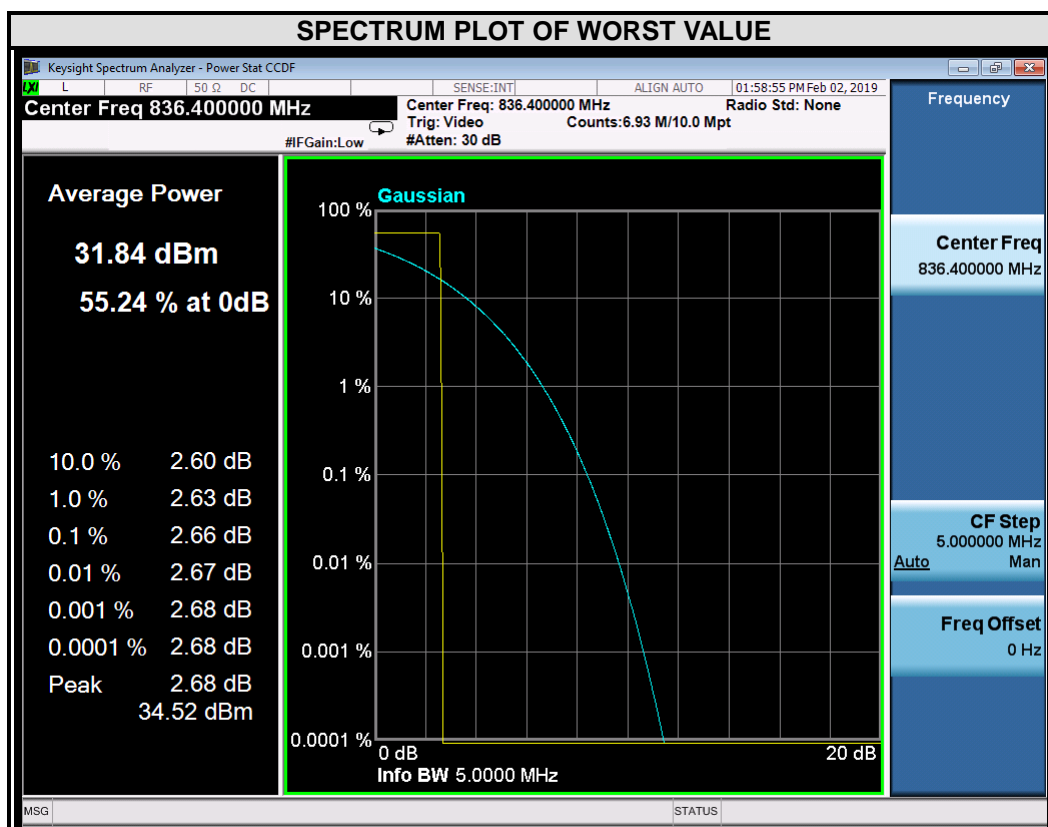 SPECTRUM PLOT OF WORST VALUE
Keysight Spectrum Analyzer - Power Stat CCDF
LXI L RF 50 Ω DC SENSE:INT ALIGN AUTO 01:58:55 PM Feb 02, 2019
Center Freq 836.400000 MHz
Center Freq: 836.400000 MHz Radio Std: None
Trig: Video Counts:6.93 M/10.0 Mpt
#IFGain:Low #Atten: 30 dB
Frequency
Average Power
31.84 dBm
55.24 % at 0dB
10.0 % 2.60 dB
1.0 % 2.63 dB
0.1 % 2.66 dB
0.01 % 2.67 dB
0.001 % 2.68 dB
0.0001 % 2.68 dB
Peak 2.68 dB
34.52 dBm
Gaussian
100 %
10 %
1 %
0.1 %
0.01 %
0.001 %
0.0001 %
0 dB 20 dB
Info BW 5.0000 MHz
Center Freq
836.400000 MHz
CF Step
5.000000 MHz
Auto Man
Freq Offset
0 Hz
MSG STATUS